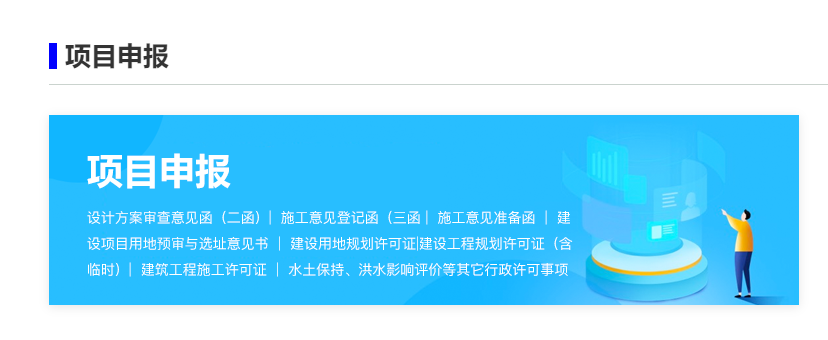 项目申报
项目申报
设计方案审查意见函（二函）| 施工意见登记函（三函 | 施工意见准备函 | 建
设项目用地预审与选址意见书 | 建设用地规划许可证|建设工程规划许可证（含
临时）| 建筑工程施工许可证 | 水土保持、洪水影响评价等其它行政许可事项